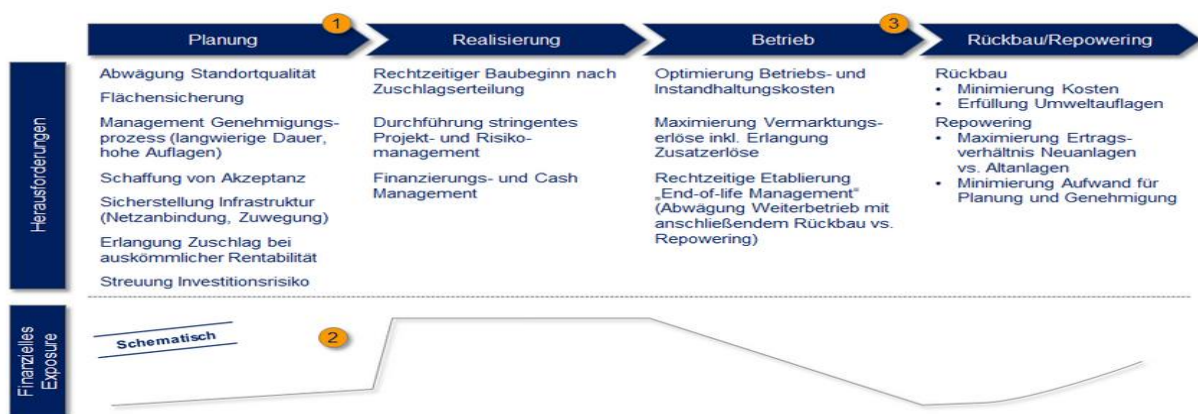 1
3
Planung
Realisierung
Betrieb
Rückbau/Repowering
Herausforderungen
Abwägung Standortqualität
Flächensicherung
Management Genehmigungs-
prozess (langwierige Dauer,
hohe Auflagen)
Schaffung von Akzeptanz
Sicherstellung Infrastruktur
(Netzanbindung, Zuwegung)
Erlangung Zuschlag bei
auskömmlicher Rentabilität
Streuung Investitionsrisiko
Rechtzeitiger Baubeginn nach
Zuschlagserteilung
Durchführung stringentes
Projekt- und Risiko-
management
Finanzierungs- und Cash
Management
Optimierung Betriebs- und
Instandhaltungskosten
Maximierung Vermarktungs-
erlöse inkl. Erlangung
Zusatzerlöse
Rechtzeitige Etablierung
„End-of-life Management“
(Abwägung Weiterbetrieb mit
anschließendem Rückbau vs.
Repowering)
Rückbau
• Minimierung Kosten
• Erfüllung Umweltauflagen
Repowering
• Maximierung Ertrags-
verhältnis Neuanlagen
vs. Altanlagen
• Minimierung Aufwand für
Planung und Genehmigung
Finanzielles
Exposure
Schematisch
2